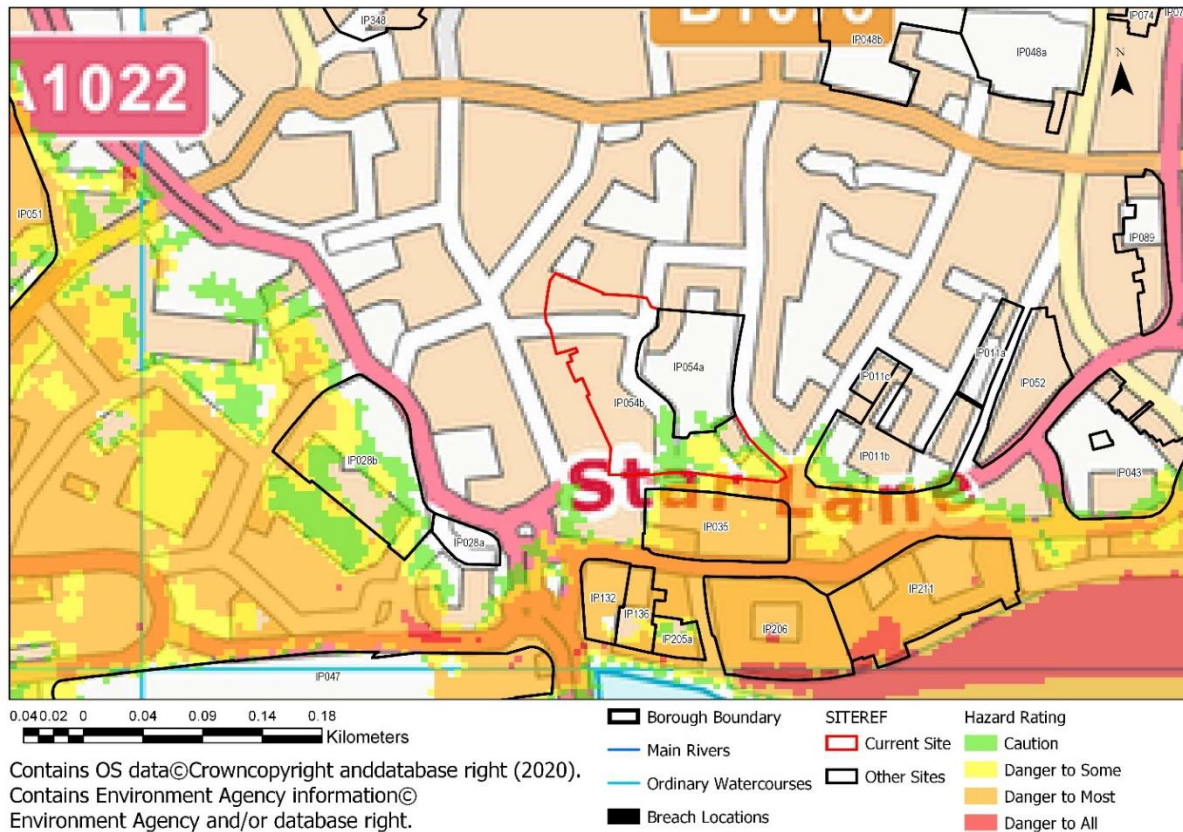 IP348
B1075
IP048b
IP048a
IP074
N
A1022
IP051
IP089
IP054a
IP011a
IP011c
IP052
IP054b
IP011b
IP028b
IP043
Star Lane
IP035
IP028a
IP132
IP136
IP211
IP206
IP205a
IP047
0.04 0.02 0 0.04 0.09 0.14 0.18
Kilometers
Contains OS data©Crowncopyright anddatabase right (2020).
Contains Environment Agency information©
Environment Agency and/or database right.
Borough Boundary
Main Rivers
Ordinary Watercourses
Breach Locations
SITEREF
Current Site
Other Sites
Hazard Rating
Caution
Danger to Some
Danger to Most
Danger to All